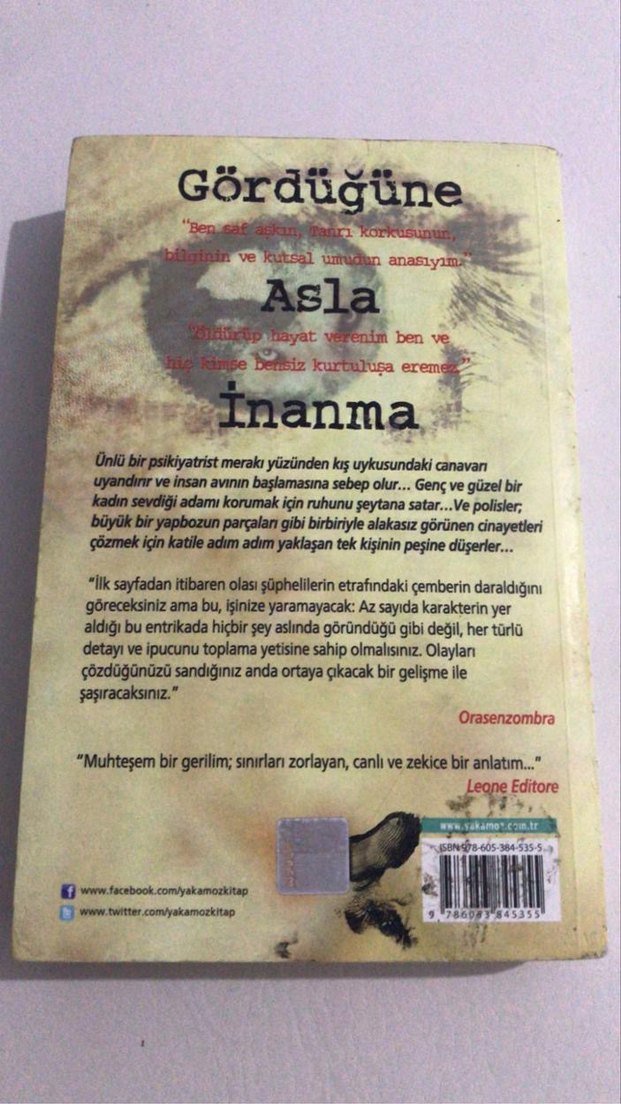 Gördüğüne
"Ben saf aşkın, Tanrı korkusunun,
bilginin ve kutsal umudun anasıyım."
Asla
"Öldürüp hayat verenim ben ve
hiç kimse bensiz kurtuluşa eremez."
İnanma
Ünlü bir psikiyatrist merakı yüzünden kış uykusundaki canavarı
uyandırır ve insan avının başlamasına sebep olur... Genç ve güzel bir
kadın sevdiği adamı korumak için ruhunu şeytana satar...Ve polisler;
büyük bir yapbozun parçaları gibi birbiriyle alakasız görünen cinayetleri
çözmek için katile adım adım yaklaşan tek kişinin peşine düşerler...
"İlk sayfadan itibaren olası şüphelilerin etrafındaki çemberin daraldığını
göreceksiniz ama bu, işinize yaramayacak: Az sayıda karakterin yer
aldığı bu entrikada hiçbir şey aslında göründüğü gibi değil, her türlü
detayı ve ipucunu toplama yetisine sahip olmalısınız. Olayları
çözdüğünüzü sandığınız anda ortaya çıkacak bir gelişme ile
şaşıracaksınız."
Orasenzombra
"Muhteşem bir gerilim; sınırları zorlayan, canlı ve zekice bir anlatım..."
Leone Editore
www.yakamoz.com.tr
ISBN 978-605-384-535-5
9 786053 845355
www.facebook.com/yakamozkitap
www.twitter.com/yakamozkitap